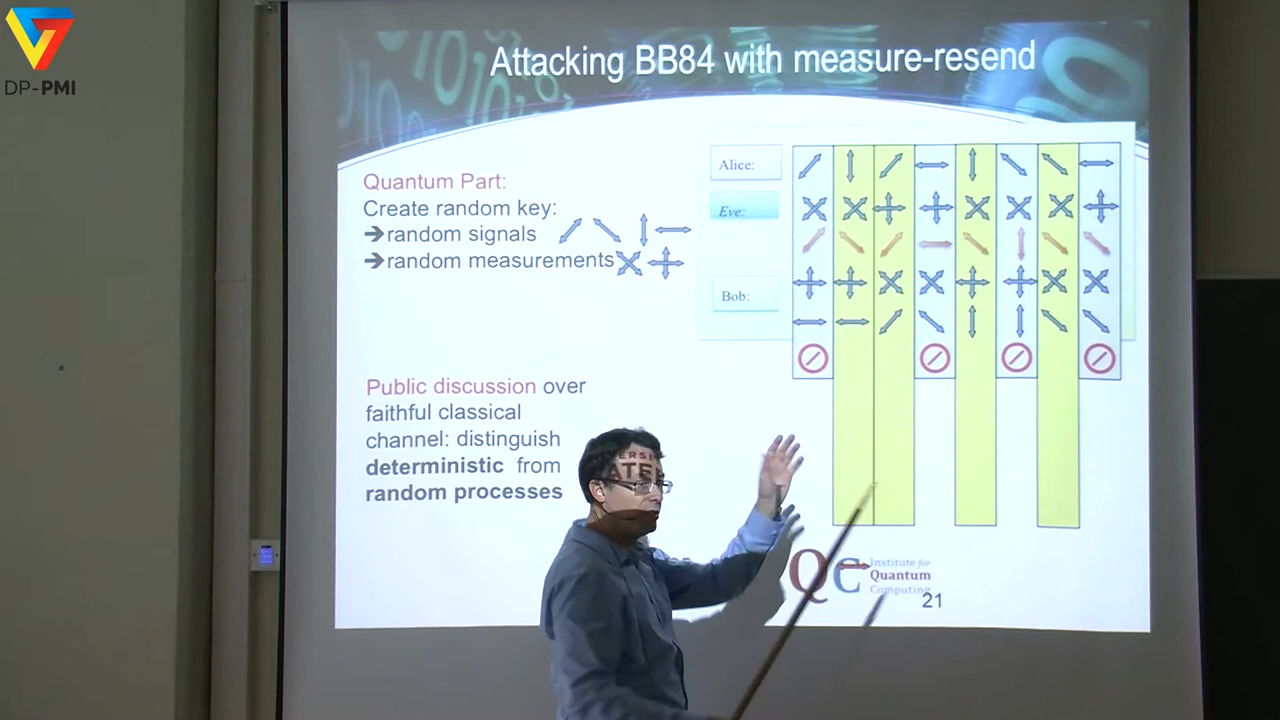 DP-PMI
Attacking BB84 with measure-resend
Quantum Part:
Create random key:
➔random signals
➔random measurements
Alice:
Eve:
Bob:
Public discussion over
faithful classical
channel: distinguish
deterministic from
random processes
QC
Institute for
Quantum
Computing
21